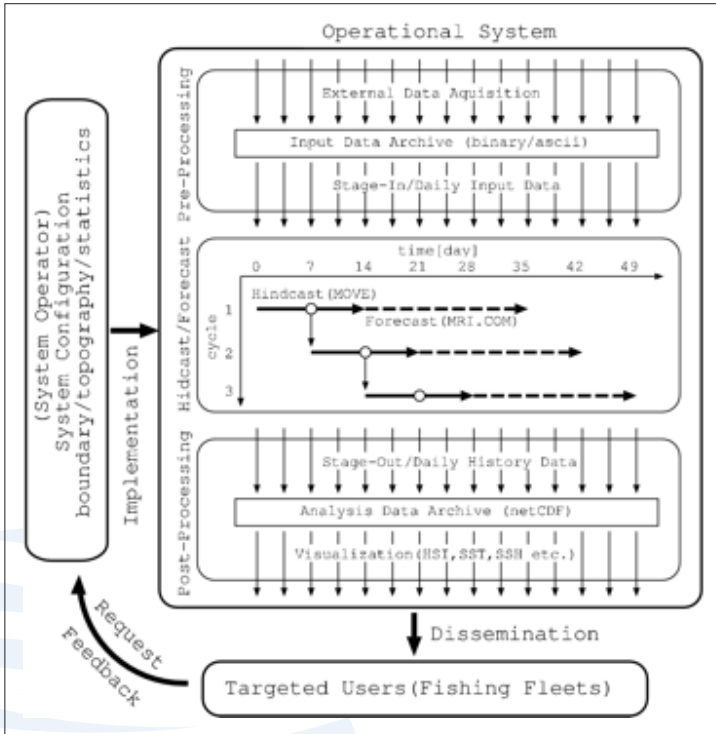 Operational System
(System Operator)
System Configuration
boundary/topography/statistics
Implementation
Pre-Processing
External Data Aquisition
Input Data Archive (binary/ascii)
Stage-In/Daily Input Data
Hidcast/Forecast
time[day]
0 7 14 21 28 35 42 49
cycle
1
Hindcast(MOVE)
Forecast(MRI.COM)
2
3
Post-Processing
Stage-Out/Daily History Data
Analysis Data Archive (netCDF)
Visualization(HSI,SST,SSH etc.)
Dissemination
Request
Feedback
Targeted Users(Fishing Fleets)